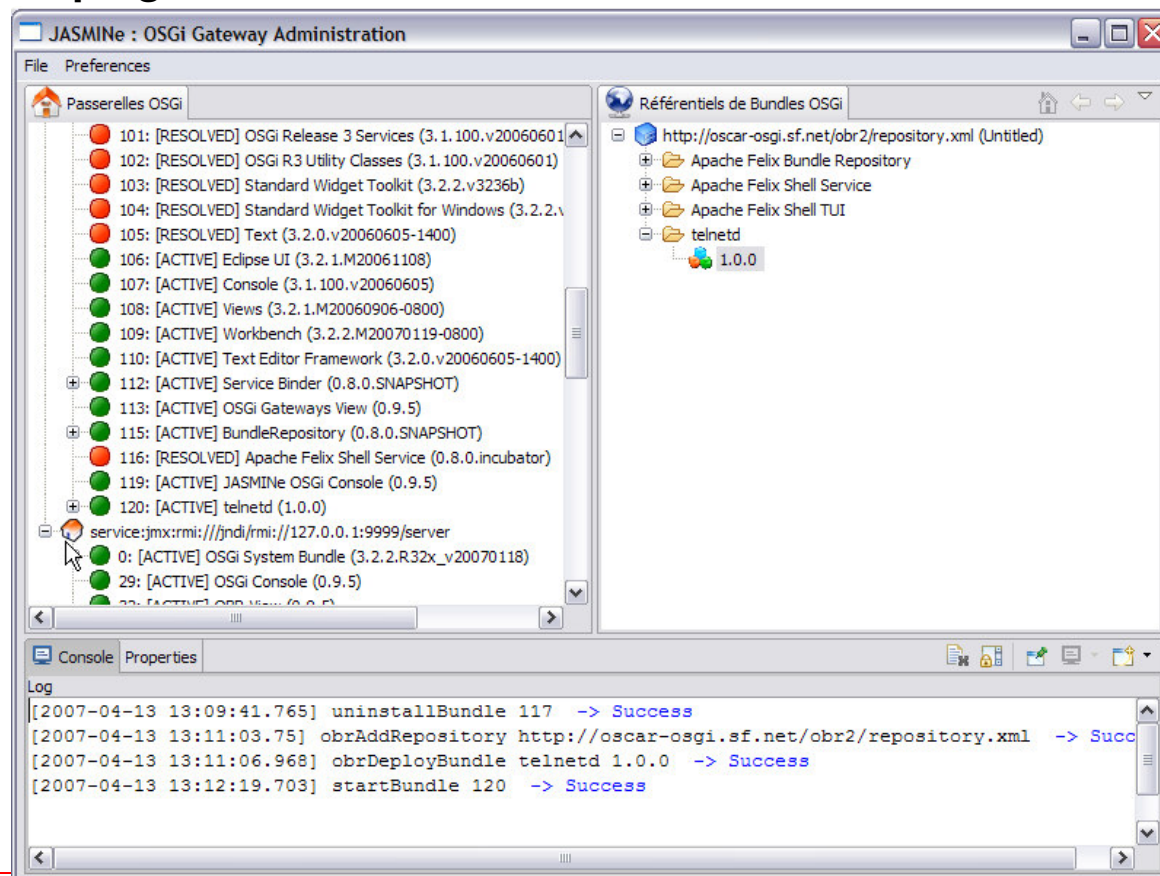 JASMINe : OSGi Gateway Administration
File Preferences
Passerelles OSGi
101: [RESOLVED] OSGi Release 3 Services (3.1.100.v20060601
102: [RESOLVED] OSGi R3 Utility Classes (3.1.100.v20060601)
103: [RESOLVED] Standard Widget Toolkit (3.2.2.v3236b)
104: [RESOLVED] Standard Widget Toolkit for Windows (3.2.2.v
105: [RESOLVED] Text (3.2.0.v20060605-1400)
106: [ACTIVE] Eclipse UI (3.2.1.M20061108)
107: [ACTIVE] Console (3.1.100.v20060605)
108: [ACTIVE] Views (3.2.1.M20060906-0800)
109: [ACTIVE] Workbench (3.2.2.M20070119-0800)
110: [ACTIVE] Text Editor Framework (3.2.0.v20060605-1400)
112: [ACTIVE] Service Binder (0.8.0.SNAPSHOT)
113: [ACTIVE] OSGi Gateways View (0.9.5)
115: [ACTIVE] BundleRepository (0.8.0.SNAPSHOT)
116: [RESOLVED] Apache Felix Shell Service (0.8.0.incubator)
119: [ACTIVE] JASMINe OSGi Console (0.9.5)
120: [ACTIVE] telnetd (1.0.0)
service:jmx:rmi:///jndi/rmi://127.0.0.1:9999/server
0: [ACTIVE] OSGi System Bundle (3.2.2.R32x_v20070118)
29: [ACTIVE] OSGi Console (0.9.5)
Référentiels de Bundles OSGi
http://oscar-osgi.sf.net/obr2/repository.xml (Untitled)
Apache Felix Bundle Repository
Apache Felix Shell Service
Apache Felix Shell TUI
telnetd
1.0.0
Console Properties
Log
[2007-04-13 13:09:41.765] uninstallBundle 117 -> Success
[2007-04-13 13:11:03.75] obrAddRepository http://oscar-osgi.sf.net/obr2/repository.xml -> Succ
[2007-04-13 13:11:06.968] obrDeployBundle telnetd 1.0.0 -> Success
[2007-04-13 13:12:19.703] startBundle 120 -> Success